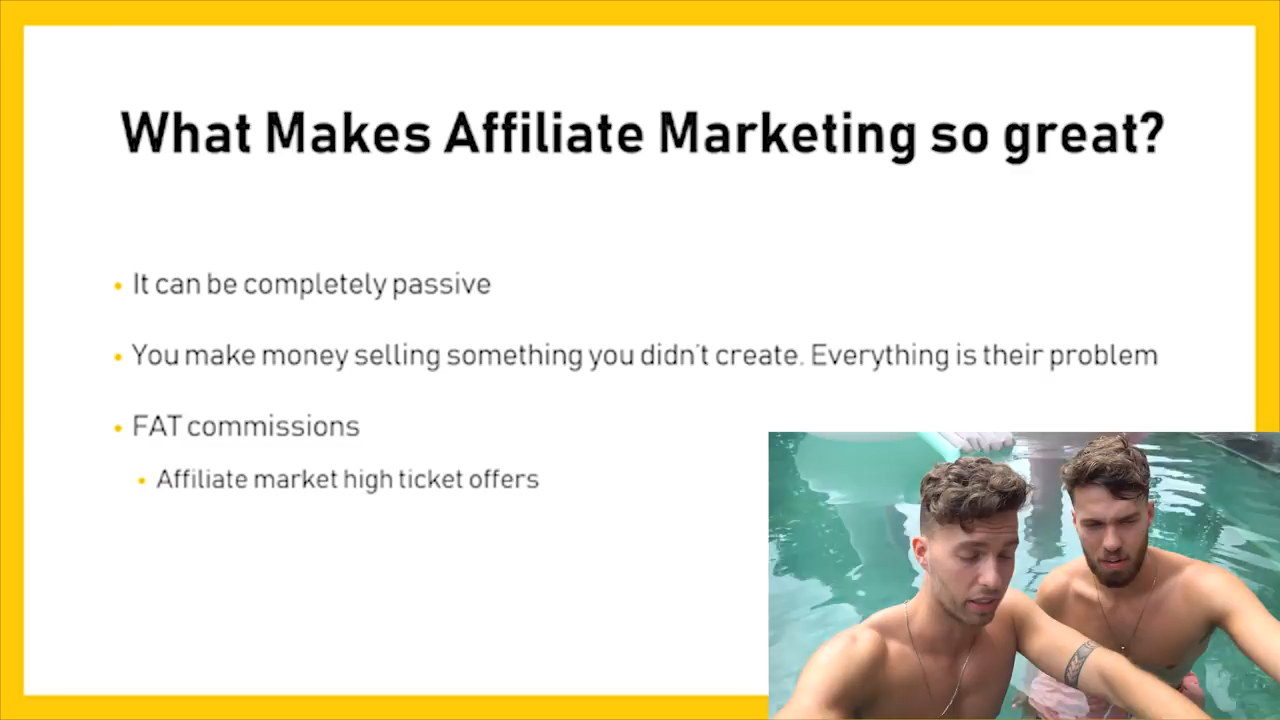 What Makes Affiliate Marketing so great?
It can be completely passive
You make money selling something you didn't create. Everything is their problem
FAT commissions
Affiliate market high ticket offers